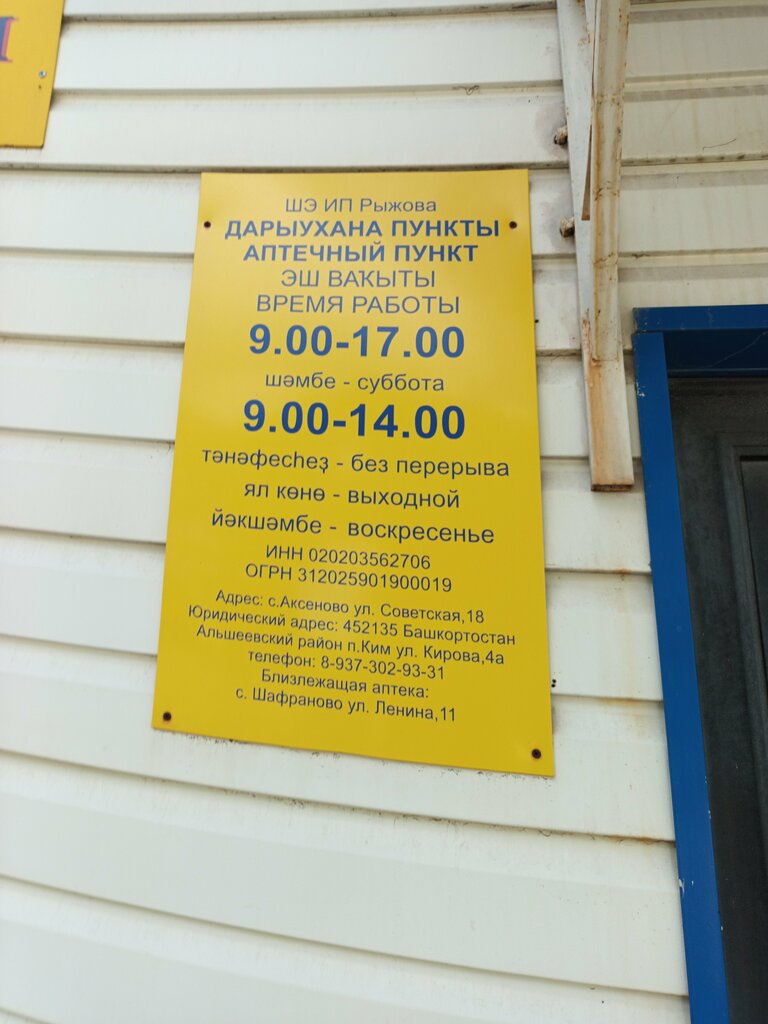 ШЭ ИП Рыжова
ДАРЫУХАНА ПУНКТЫ
АПТЕЧНЫЙ ПУНКТ
ЭШ ВАҠЫТЫ
ВРЕМЯ РАБОТЫ
9.00-17.00
шәмбе - суббота
9.00-14.00
тәнәфесһеҙ - без перерыва
ял көнө - выходной
йәкшәмбе - воскресенье
ИНН 020203562706
ОГРН 312025901900019
Адрес: с.Аксеново ул. Советская,18
Юридический адрес: 452135 Башкортостан
Альшеевский район п.Ким ул. Кирова,4а
телефон: 8-937-302-93-31
Близлежащая аптека:
с. Шафраново ул. Ленина,11